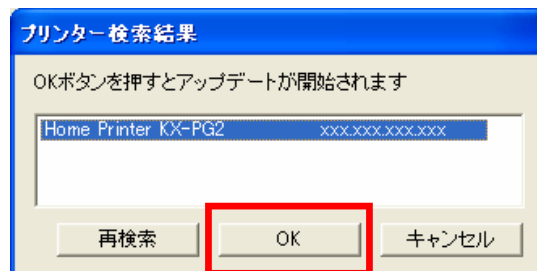 プリンター検索結果
OKボタンを押すとアップデートが開始されます
Home Printer KX-PG2 xxx.xxx.xxx.xxx
再検索 OK キャンセル